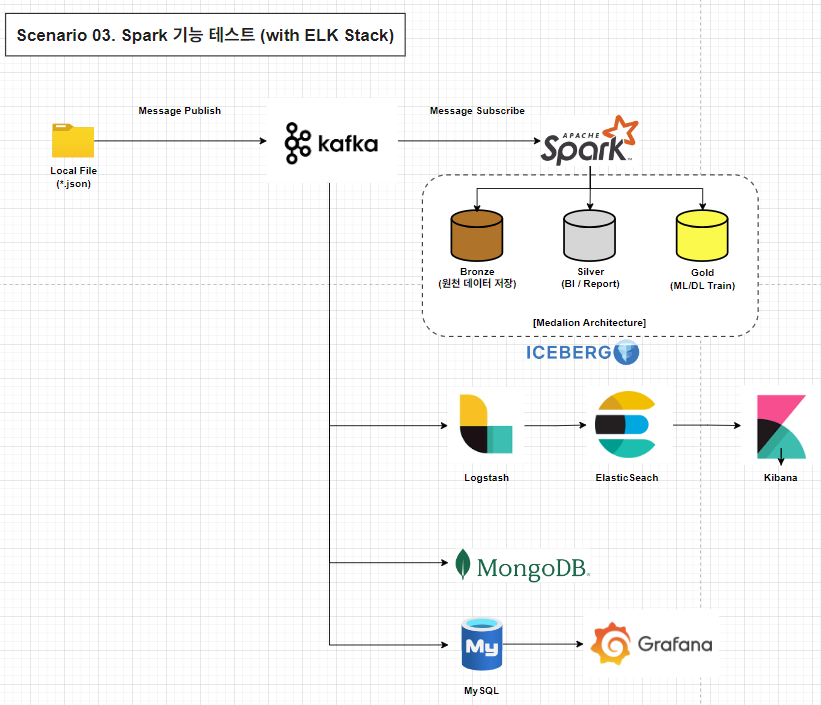 Scenario 03. Spark 기능 테스트 (with ELK Stack)
Message Publish
Message Subscribe
Local File
(*.json)
kafka
APACHE
Spark
Bronze
(원천 데이터 저장)
Silver
(BI / Report)
Gold
(ML/DL Train)
[Medalion Architecture]
ICEBERG
Logstash
ElasticSeach
Kibana
MongoDB.
My
MySQL
Grafana